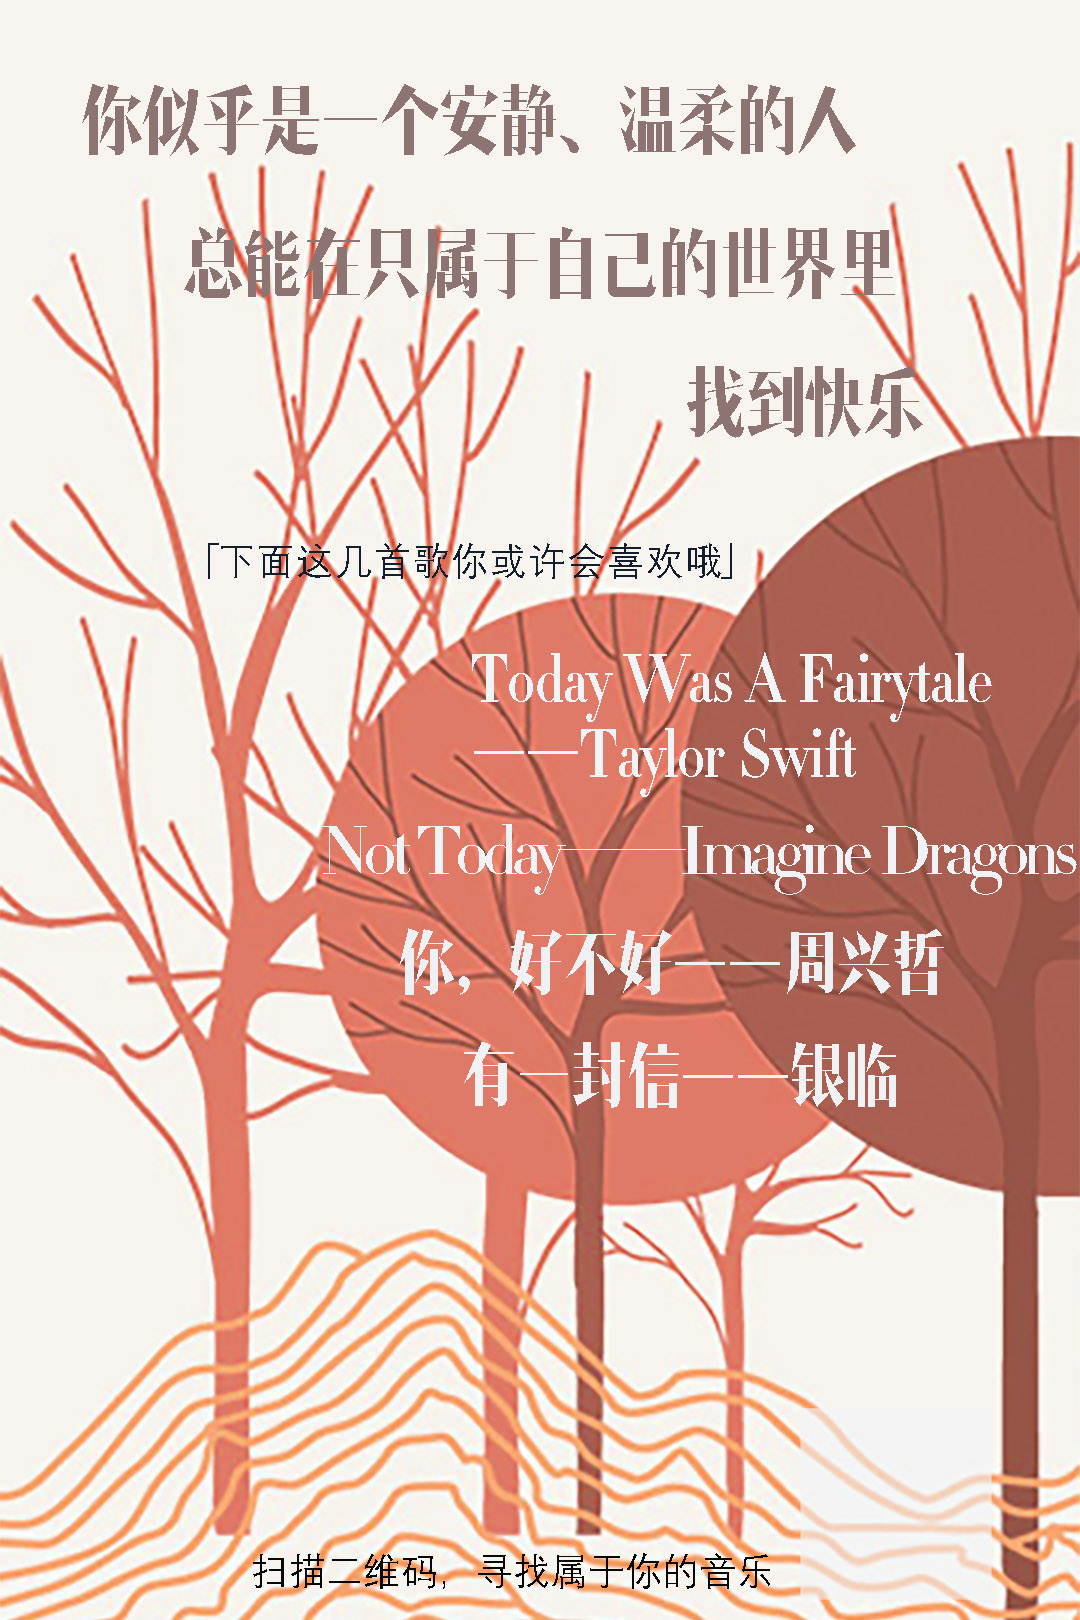 你似乎是一个安静、温柔的人
总能在只属于自己的世界里
找到快乐
「下面这几首歌你或许会喜欢哦」
Today Was A Fairytale
——Taylor Swift
Not Today——Imagine Dragons
你，好不好——周兴哲
有一封信——银临
扫描二维码，寻找属于你的音乐